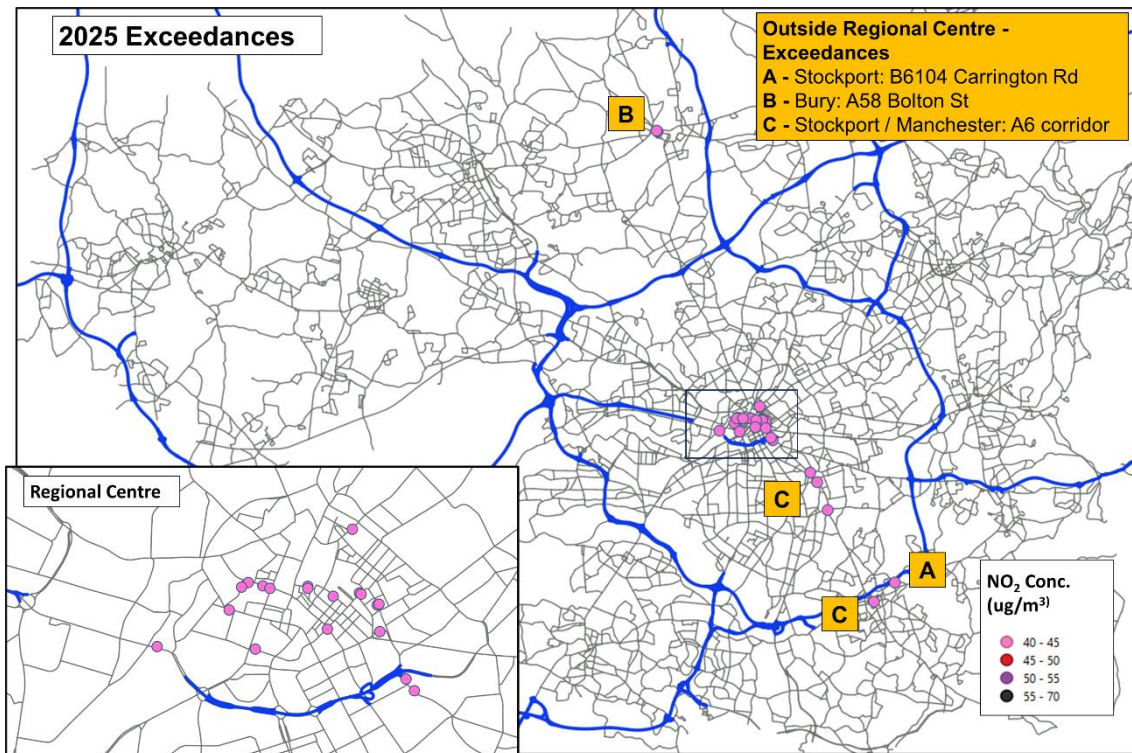 2025 Exceedances
Outside Regional Centre -
Exceedances
A - Stockport: B6104 Carrington Rd
B - Bury: A58 Bolton St
C - Stockport / Manchester: A6 corridor
B
C
A
C
Regional Centre
NO₂ Conc.
(ug/m³⁾
40 - 45
45 - 50
50 - 55
55 - 70